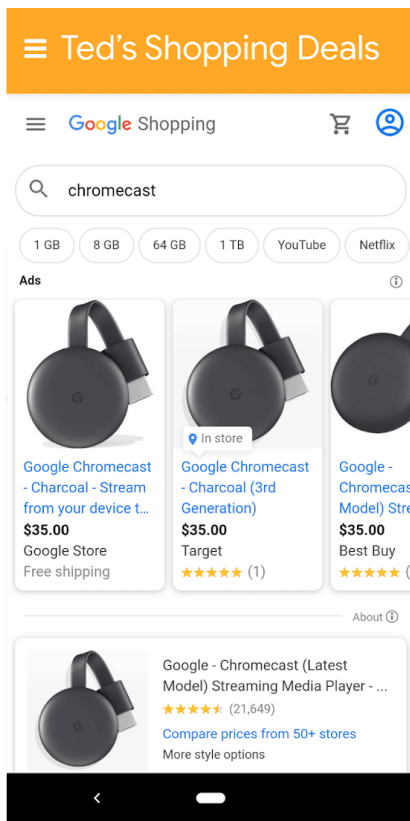 Ted's Shopping Deals
Google Shopping
chromecast
1 GB
8 GB
64 GB
1 TB
YouTube
Netflix
Ads
In store
Google Chromecast
- Charcoal - Stream
from your device t...
$35.00
Google Store
Free shipping
Google Chromecast
- Charcoal (3rd
Generation)
$35.00
Target
(1)
Google -
Chromecas
Model) Stre
$35.00
Best Buy
(
About
Google - Chromecast (Latest
Model) Streaming Media Player - ...
(21,649)
Compare prices from 50+ stores
More style options